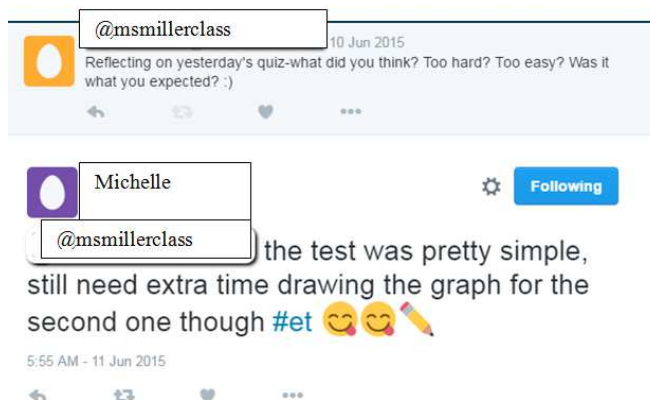 @msmillerclass
10 Jun 2015
Reflecting on yesterday's quiz-what did you think? Too hard? Too easy? Was it
what you expected? :)
Michelle
Following
@msmillerclass the test was pretty simple,
still need extra time drawing the graph for the
second one though #et 😋😋✏️
5:55 AM - 11 Jun 2015